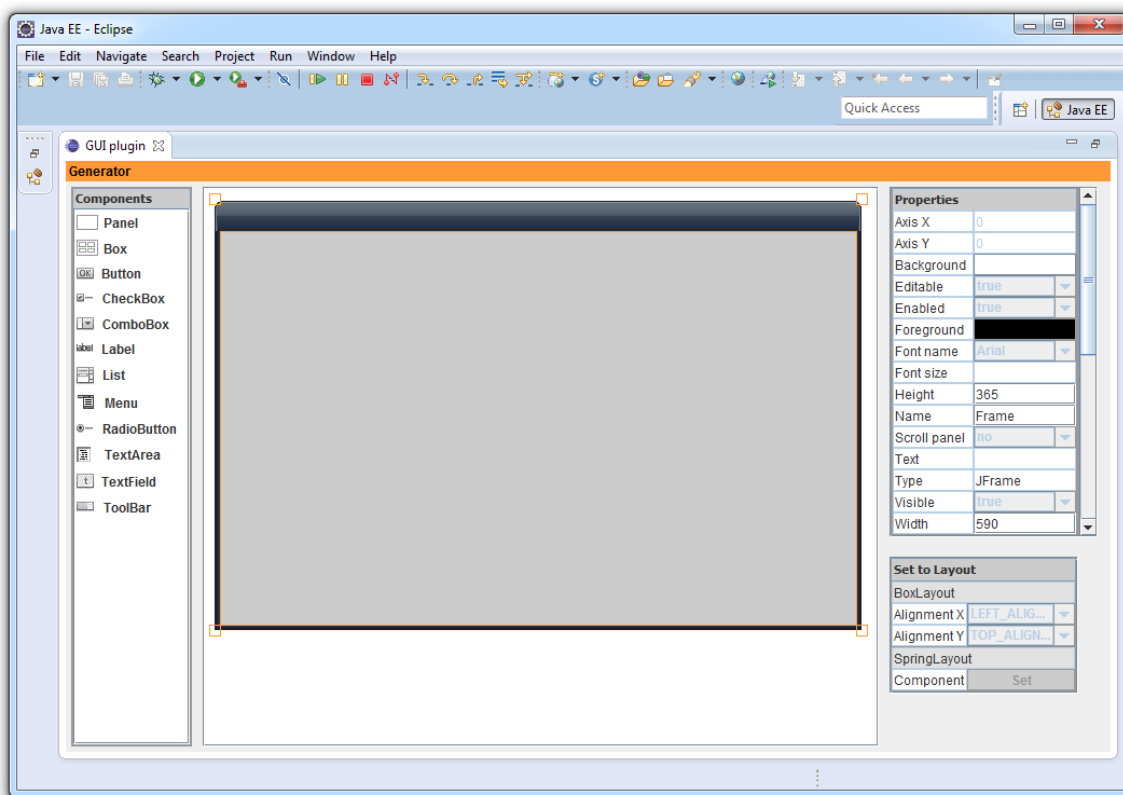 Java EE - Eclipse
File Edit Navigate Search Project Run Window Help
Quick Access
Java EE
GUI plugin
Generator
Components
Panel
Box
OK Button
CheckBox
ComboBox
label Label
List
Menu
RadioButton
TextArea
t TextField
ToolBar
Properties
Axis X 0
Axis Y 0
Background
Editable true
Enabled true
Foreground
Font name Arial
Font size
Height 365
Name Frame
Scroll panel no
Text
Type JFrame
Visible true
Width 590
Set to Layout
BoxLayout
Alignment X LEFT_ALIG...
Alignment Y TOP_ALIGN...
SpringLayout
Component Set